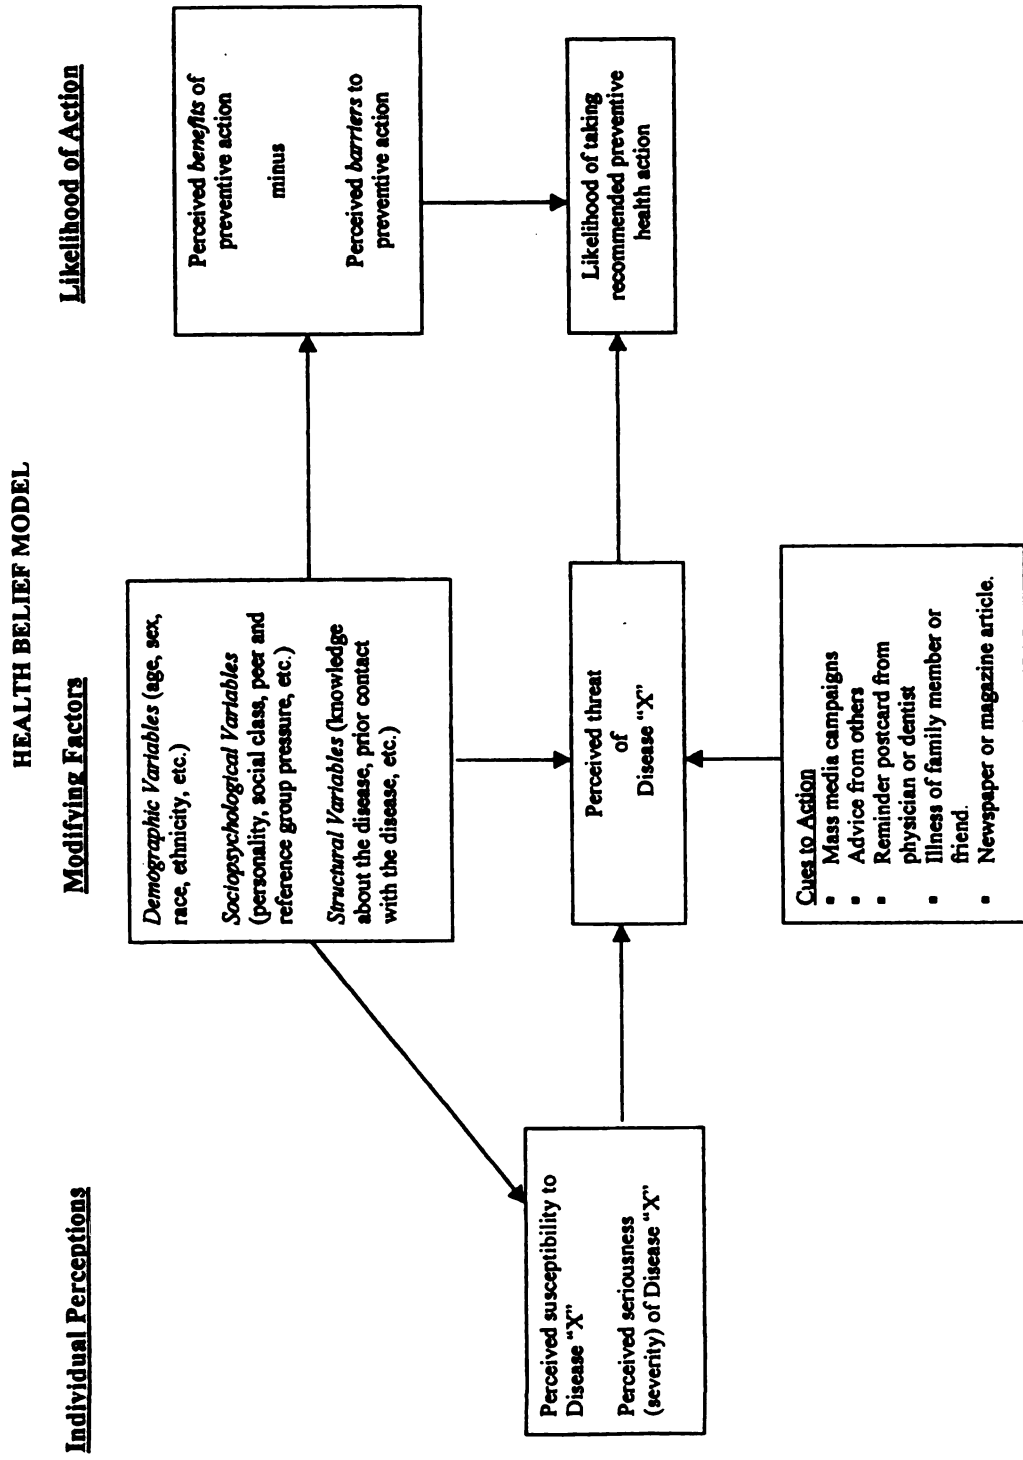 HEALTH BELIEF MODEL
Individual Perceptions
Modifying Factors
Likelihood of Action
Perceived susceptibility to
Disease “X”
Perceived seriousness
(severity) of Disease “X”
Demographic Variables (age, sex,
race, ethnicity, etc.)
Sociopsychological Variables
(personality, social class, peer and
reference group pressure, etc.)
Structural Variables (knowledge
about the disease, prior contact
with the disease, etc.)
Perceived threat
of
Disease “X”
Cues to Action
▪ Mass media campaigns
▪ Advice from others
▪ Reminder postcard from
physician or dentist
▪ Illness of family member or
friend.
▪ Newspaper or magazine article.
Perceived benefits of
preventive action
minus
Perceived barriers to
preventive action
Likelihood of taking
recommended preventive
health action